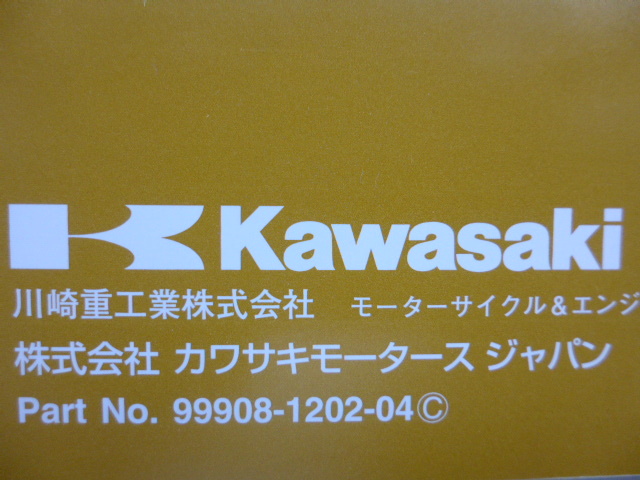 Kawasaki
川崎重工業株式会社 モーターサイクル&エンジ
株式会社 カワサキモータース ジャパン
Part No. 99908-1202-04Ⓒ